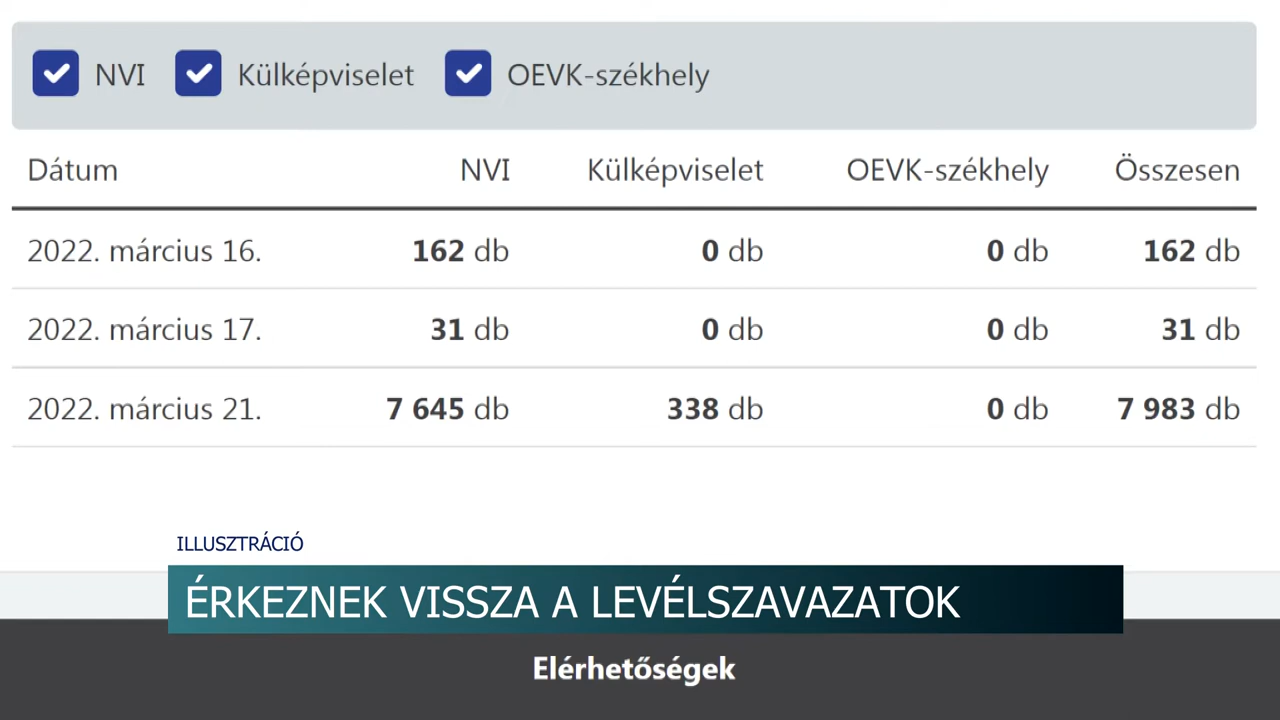 NVI Külképviselet OEVK-székhely
Dátum NVI Külképviselet OEVK-székhely Összesen
2022. március 16. 162 db 0 db 0 db 162 db
2022. március 17. 31 db 0 db 0 db 31 db
2022. március 21. 7 645 db 338 db 0 db 7 983 db
ILLUSZTRÁCIÓ
ÉRKEZNEK VISSZA A LEVÉLSZAVAZATOK
Elérhetőségek